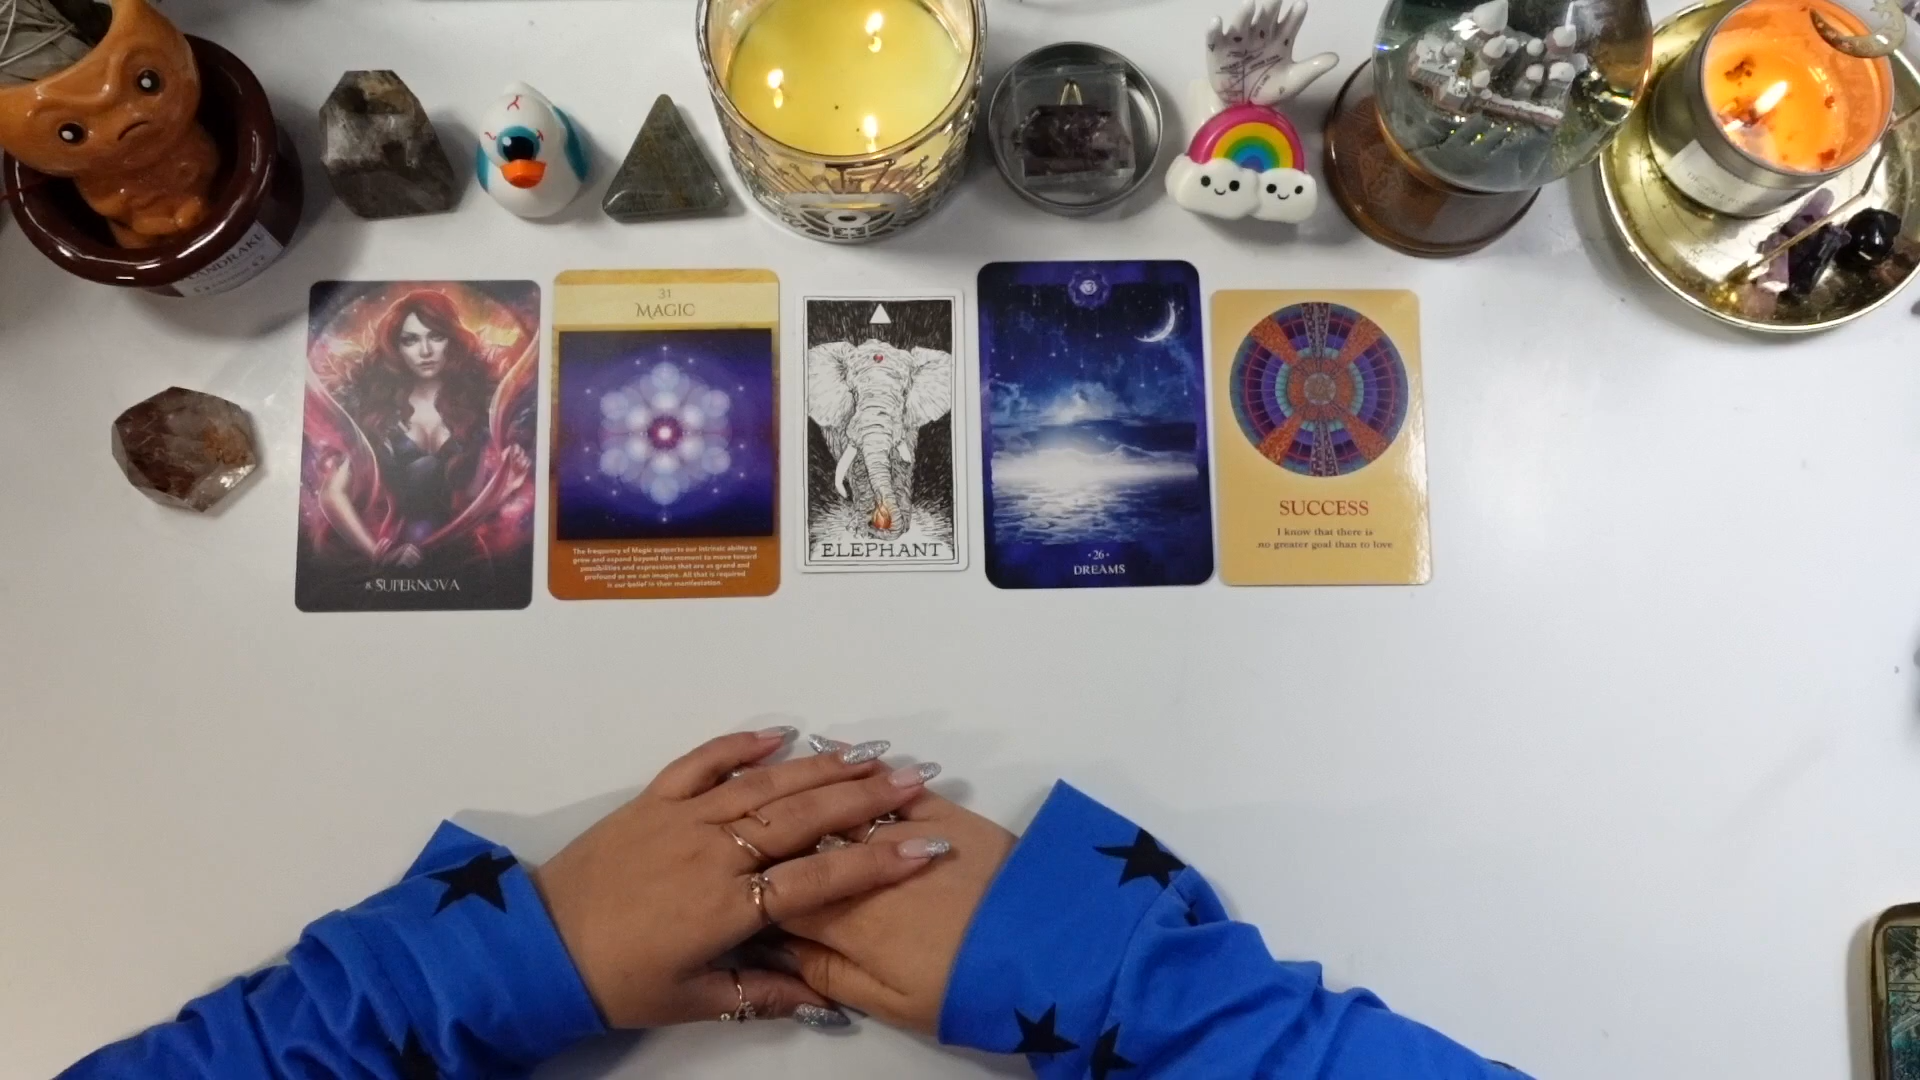 MANDRAKE
8. SUPERNOVA
31
MAGIC
The frequency of Magic supports our intrinsic ability to
grow and expand beyond this moment to move toward
possibilities and expressions that are as grand and
profound as we can imagine. All that is required
is our belief in their manifestation.
ELEPHANT
·26·
DREAMS
SUCCESS
I know that there is
no greater goal than to love